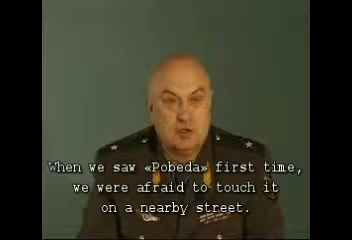 When we saw «Pobeda» first time,
we were afraid to touch it
on a nearby street.